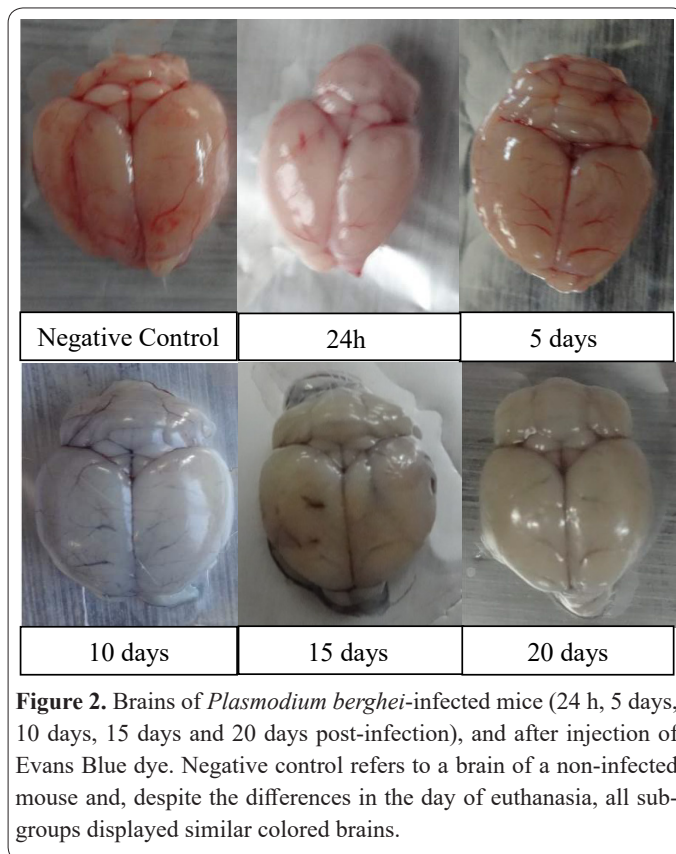 Negative Control
24h
5 days
10 days
15 days
20 days
Figure 2. Brains of Plasmodium berghei-infected mice (24 h, 5 days,
10 days, 15 days and 20 days post-infection), and after injection of
Evans Blue dye. Negative control refers to a brain of a non-infected
mouse and, despite the differences in the day of euthanasia, all sub-
groups displayed similar colored brains.